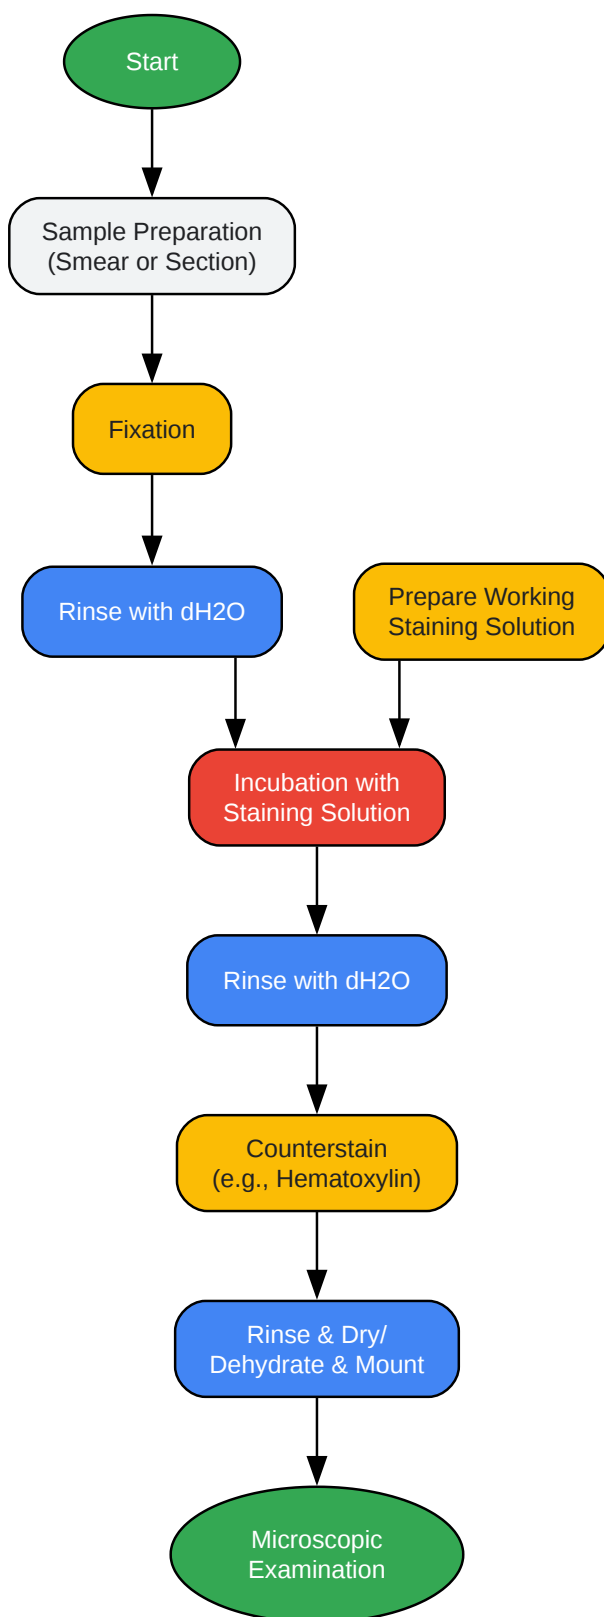 Start
Sample Preparation
(Smear or Section)
Fixation
Rinse with dH2O
Prepare Working
Staining Solution
Incubation with
Staining Solution
Rinse with dH2O
Counterstain
(e.g., Hematoxylin)
Rinse & Dry/
Dehydrate & Mount
Microscopic
Examination